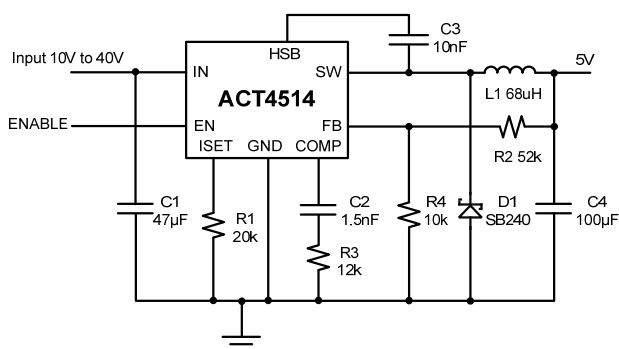 C3
10nF
HSB
Input 10V to 40V
IN
SW
5V
ACT4514
L1 68uH
ENABLE
EN
FB
ISET
GND
COMP
R2 52k
C1
47µF
R1
20k
C2
1.5nF
R3
12k
R4
10k
D1
SB240
C4
100µF